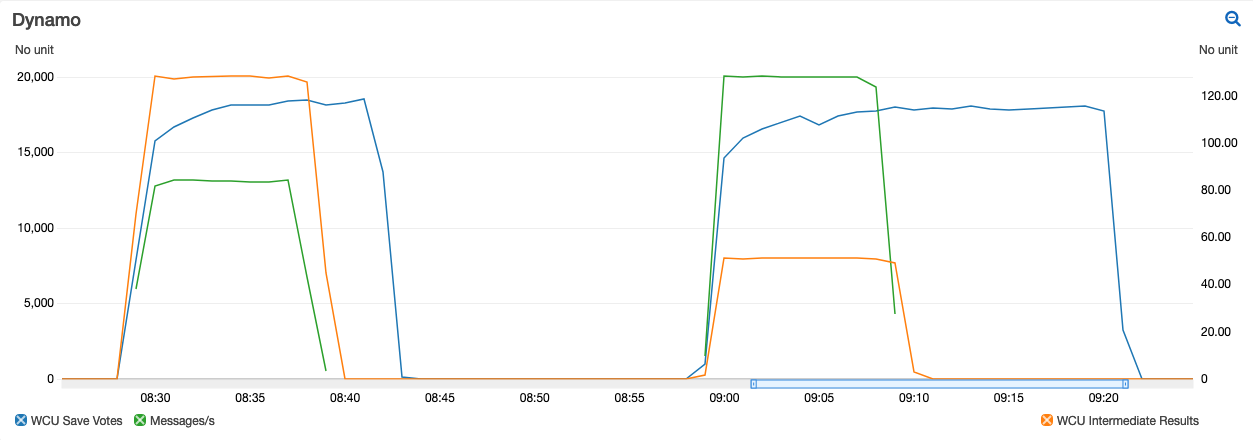 Dynamo
No unit No unit
20,000
120.00
15,000
100.00
80.00
10,000
60.00
5,000
40.00
20.00
0 0
08:30 08:35 08:40 08:45 08:50 08:55 09:00 09:05 09:10 09:15 09:20
WCU Save Votes Messages/s WCU Intermediate Results